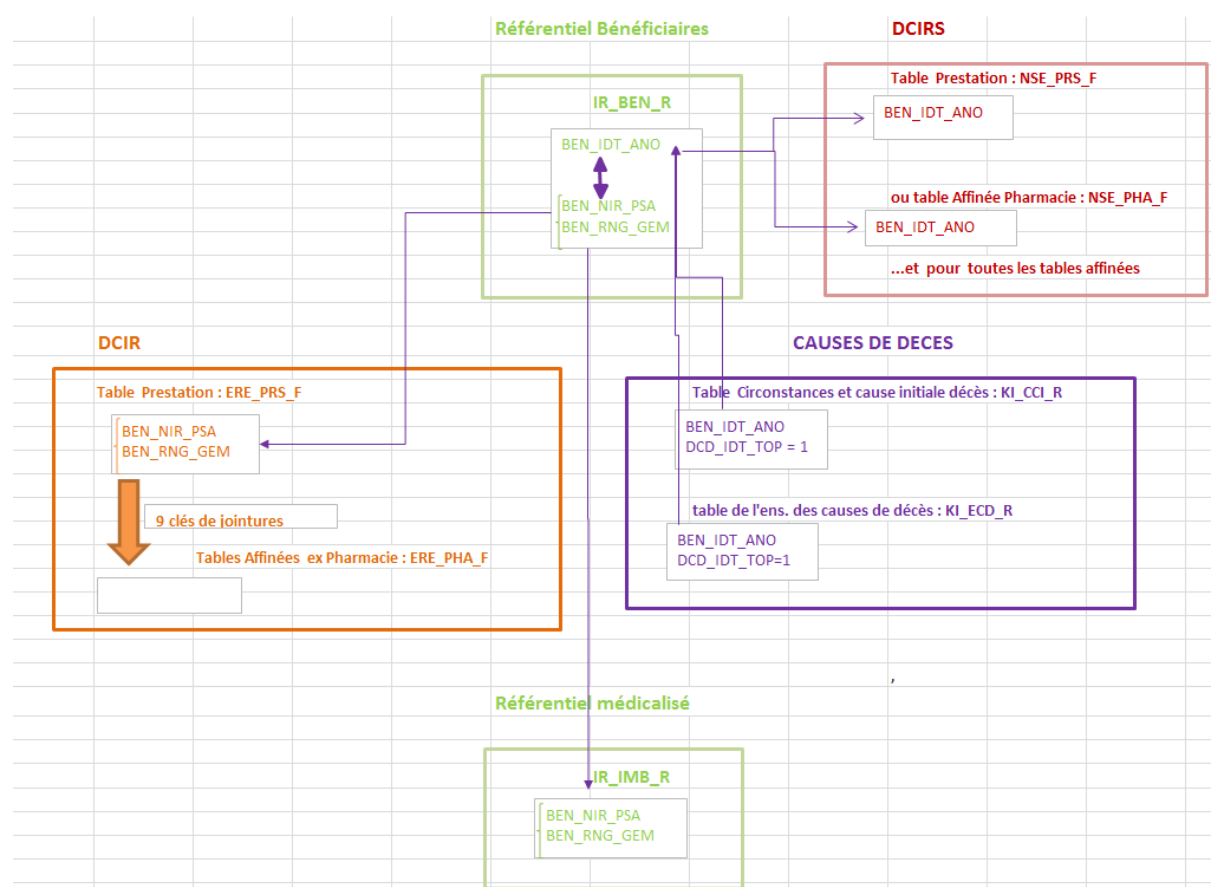 Référentiel Bénéficiaires
DCIRS
IR_BEN_R
BEN_IDT_ANO
BEN_NIR_PSA
BEN_RNG_GEM
Table Prestation : NSE_PRS_F
BEN_IDT_ANO
ou table Affinée Pharmacie : NSE_PHA_F
BEN_IDT_ANO
...et pour toutes les tables affinées
DCIR
Table Prestation : ERE_PRS_F
BEN_NIR_PSA
BEN_RNG_GEM
9 clés de jointures
Tables Affinées ex Pharmacie : ERE_PHA_F
CAUSES DE DECES
Table Circonstances et cause initiale décès : KI_CCI_R
BEN_IDT_ANO
DCD_IDT_TOP = 1
table de l'ens. des causes de décès : KI_ECD_R
BEN_IDT_ANO
DCD_IDT_TOP=1
,
Référentiel médicalisé
IR_IMB_R
BEN_NIR_PSA
BEN_RNG_GEM